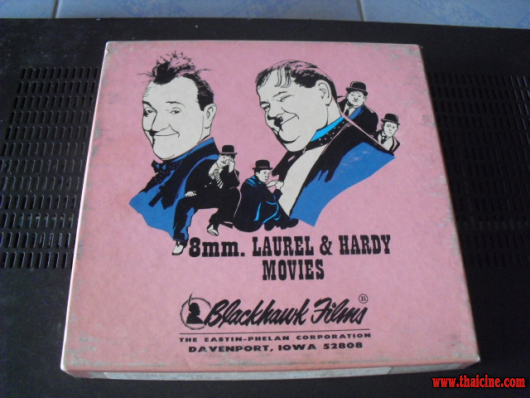 8mm. LAUREL & HARDY
MOVIES
Blackhawk Films ®
THE EASTIN-PHELAN CORPORATION
DAVENPORT, IOWA 52808
www.thaicine.com